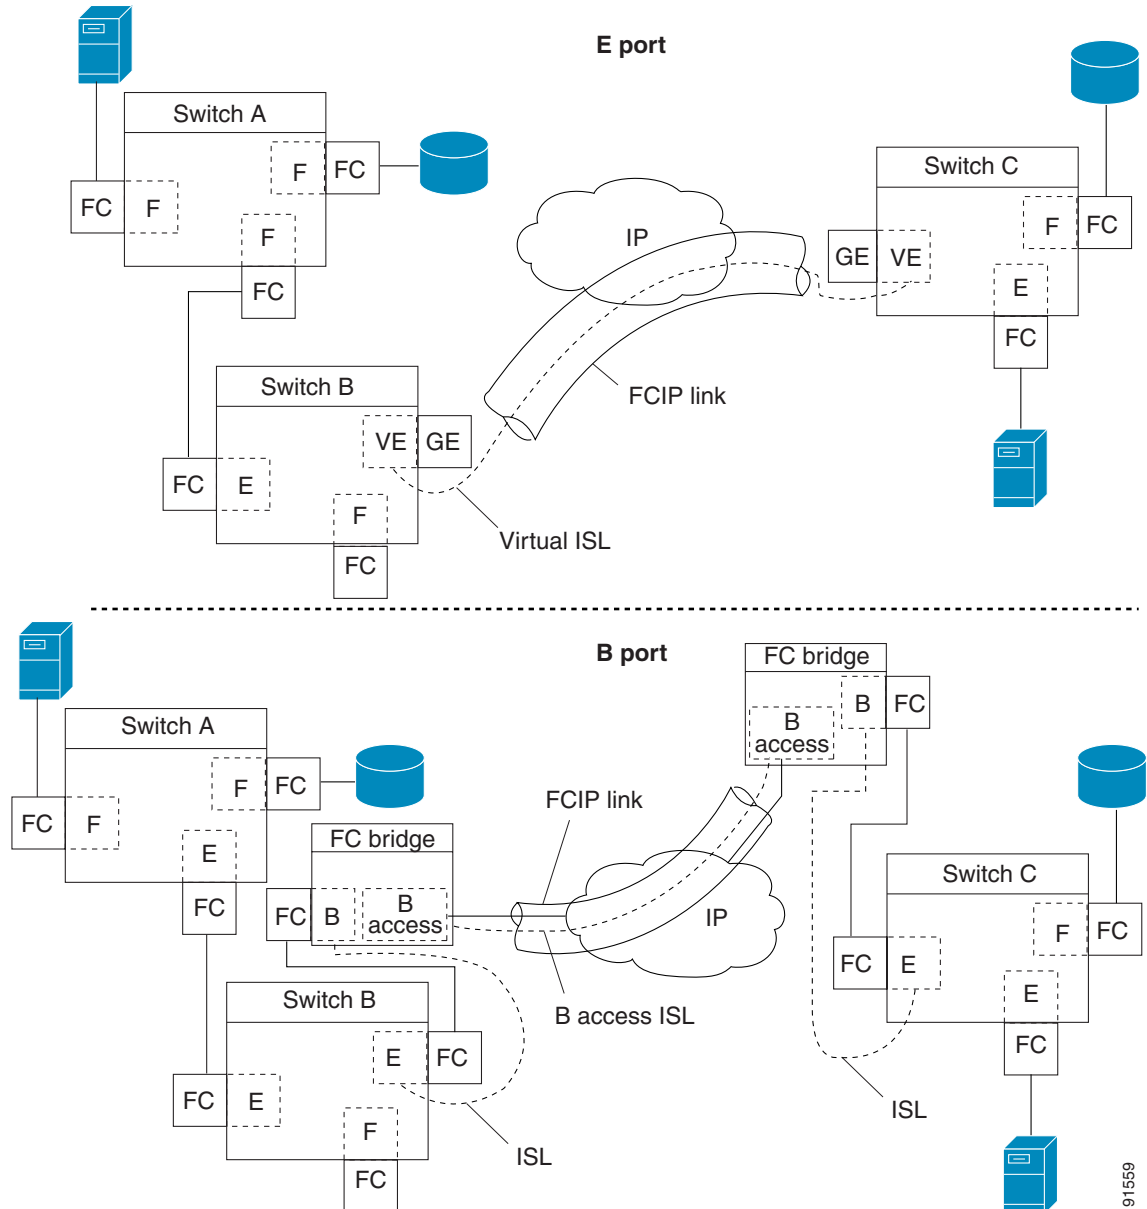 E port
Switch A
F
FC
FC
F
F
FC
Switch C
F
FC
IP
GE
VE
E
FC
FCIP link
Switch B
VE
GE
FC
E
F
FC
Virtual ISL
B port
FC bridge
B
FC
B
access
Switch A
F
FC
FC
F
E
FC
FCIP link
FC bridge
FC
B
B
access
IP
Switch C
F
FC
FC
E
E
FC
B access ISL
Switch B
E
FC
FC
E
F
FC
ISL
ISL
91559